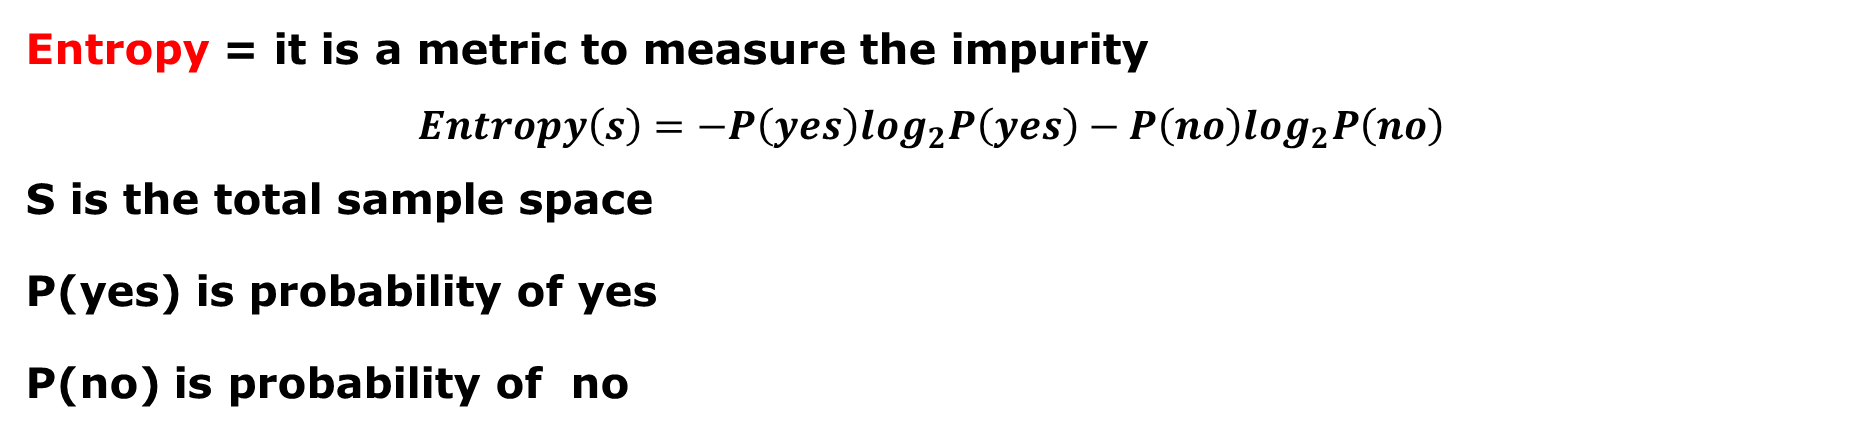 Entropy = it is a metric to measure the impurity
Entropy(s) = −P(yes)log₂P(yes) − P(no)log₂P(no)
S is the total sample space
P(yes) is probability of yes
P(no) is probability of  no